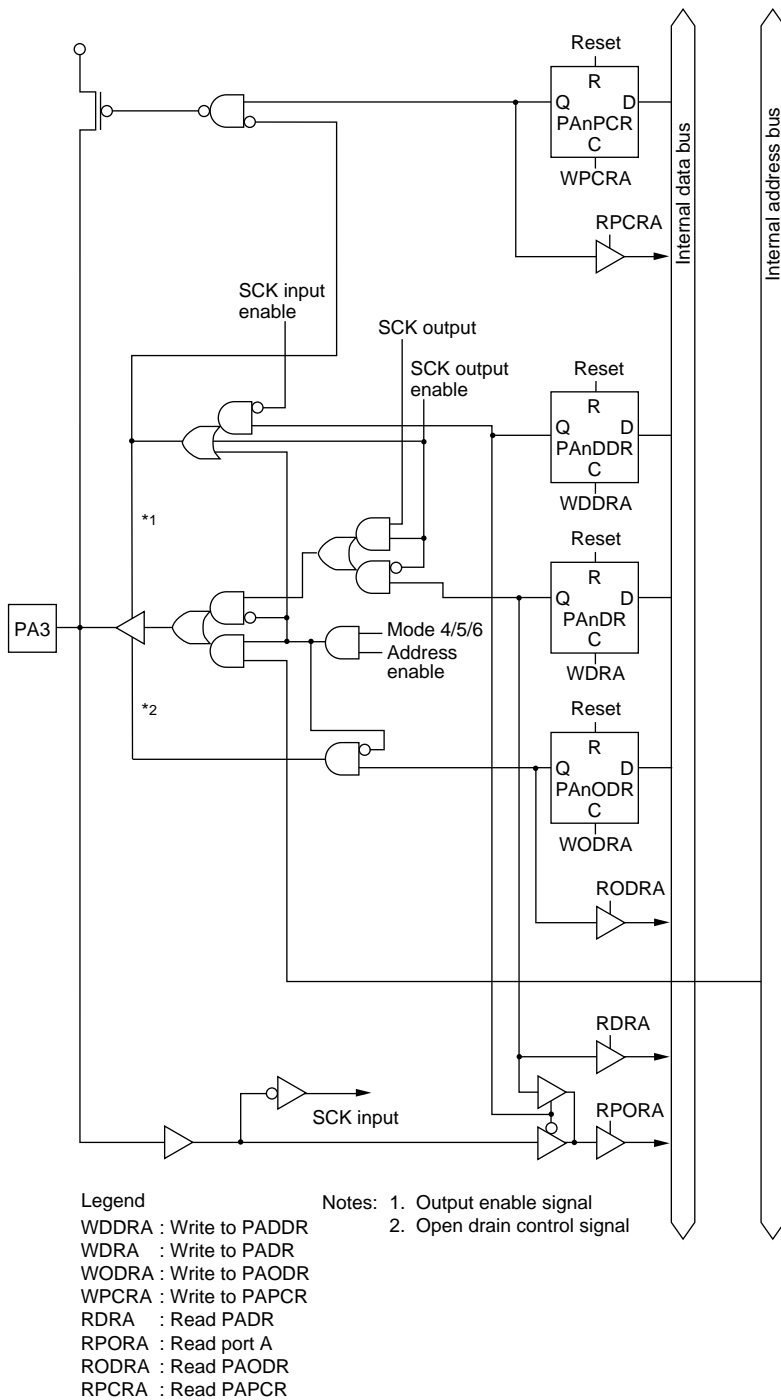 Reset
R
Q D
PAnPCR
C
WPCRA
RPCRA
Internal data bus
Internal address bus
SCK input
enable
SCK output
SCK output
enable
Reset
R
Q D
PAnDDR
C
WDDRA
*1
Reset
R
Q D
PAnDR
C
WDRA
PA3
Mode 4/5/6
Address
enable
*2
Reset
R
Q D
PAnODR
C
WODRA
RODRA
RDRA
SCK input
RPORA
Legend
WDDRA : Write to PADDR
WDRA : Write to PADR
WODRA : Write to PAODR
WPCRA : Write to PAPCR
RDRA : Read PADR
RPORA : Read port A
RODRA : Read PAODR
RPCRA : Read PAPCR
Notes: 1. Output enable signal
2. Open drain control signal